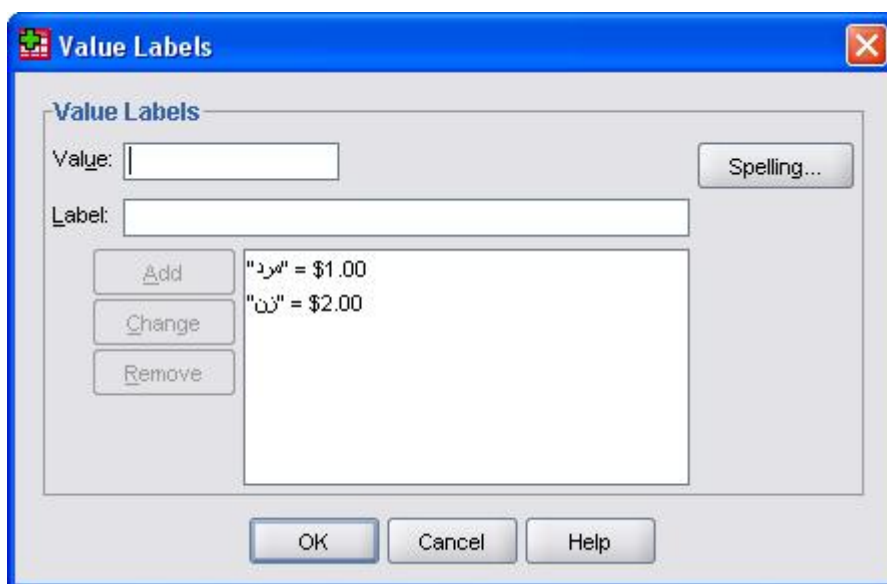 Value Labels
Value Labels
Value:
Spelling...
Label:
Add
"مرد" = $1.00
"زن" = $2.00
Change
Remove
OK
Cancel
Help